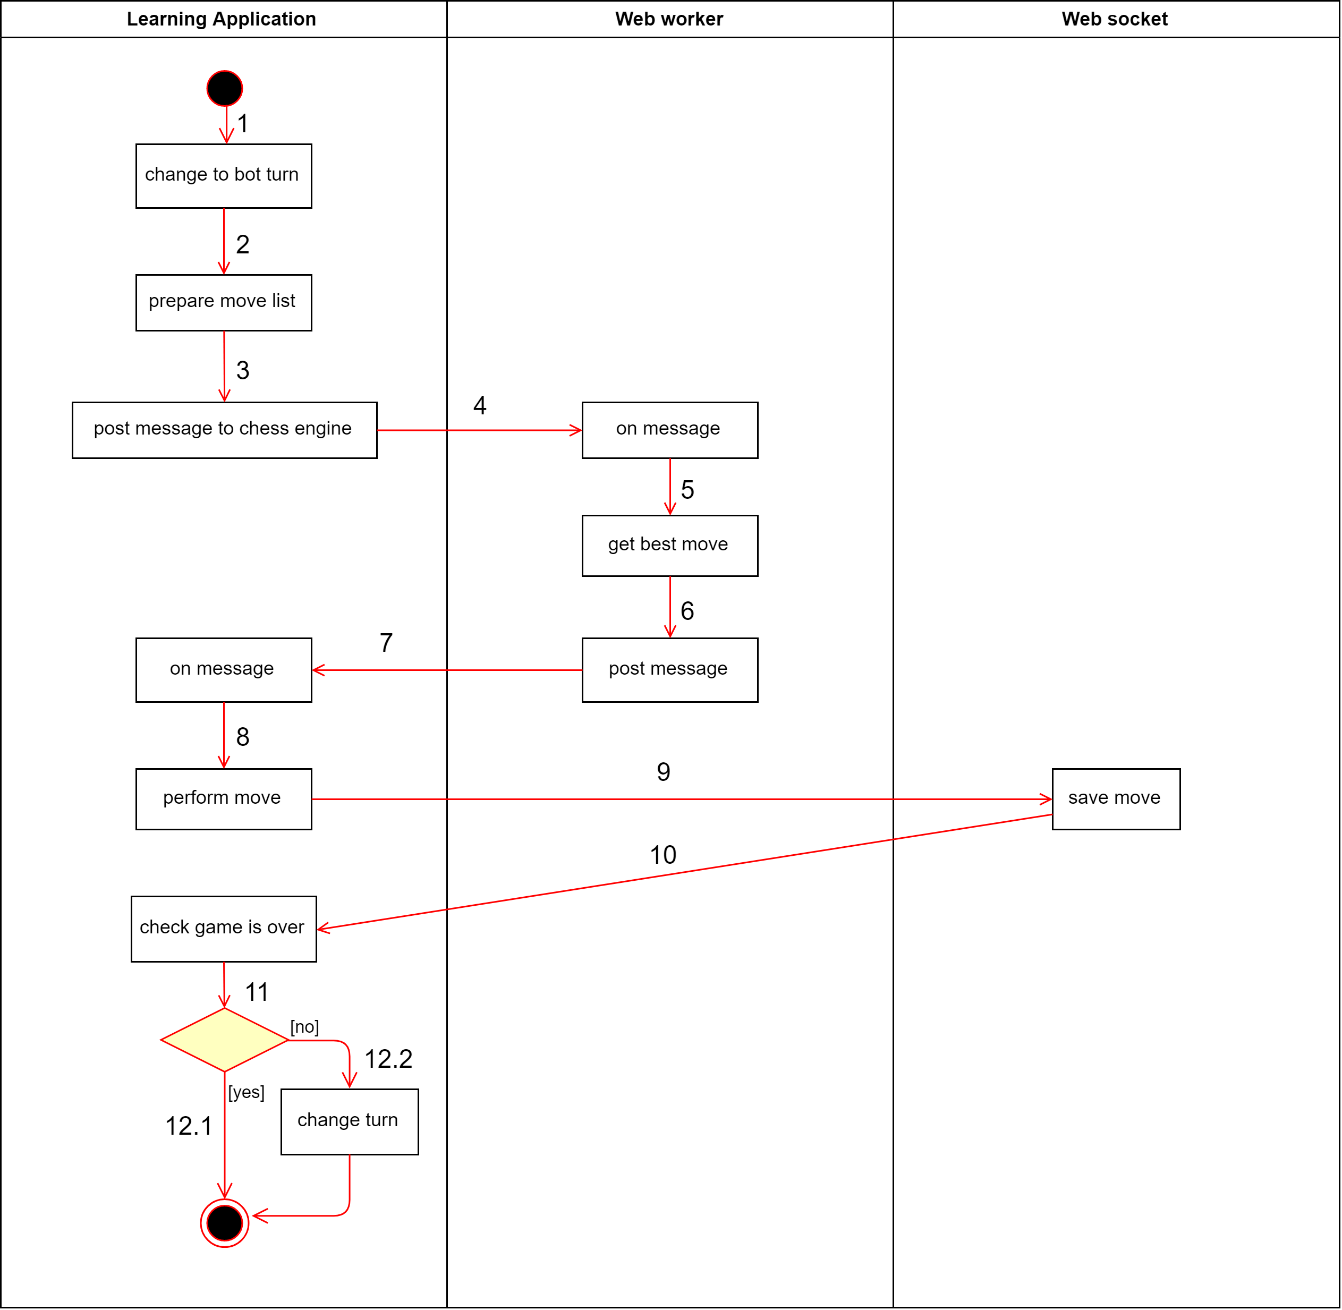 Learning Application
Web worker
Web socket
1
change to bot turn
2
prepare move list
3
post message to chess engine
4
on message
5
get best move
6
post message
7
on message
8
perform move
9
save move
10
check game is over
11
[no]
12.2
[yes]
12.1
change turn